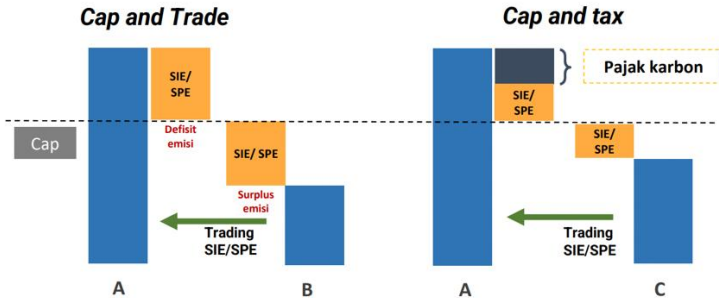 Cap and Trade
SIE/
SPE
Cap
Defisit
emisi
SIE/ SPE
Surplus
emisi
Trading
SIE/SPE
A
B
Cap and tax
Pajak karbon
SIE/
SPE
SIE/
SPE
Trading
SIE/SPE
A
C